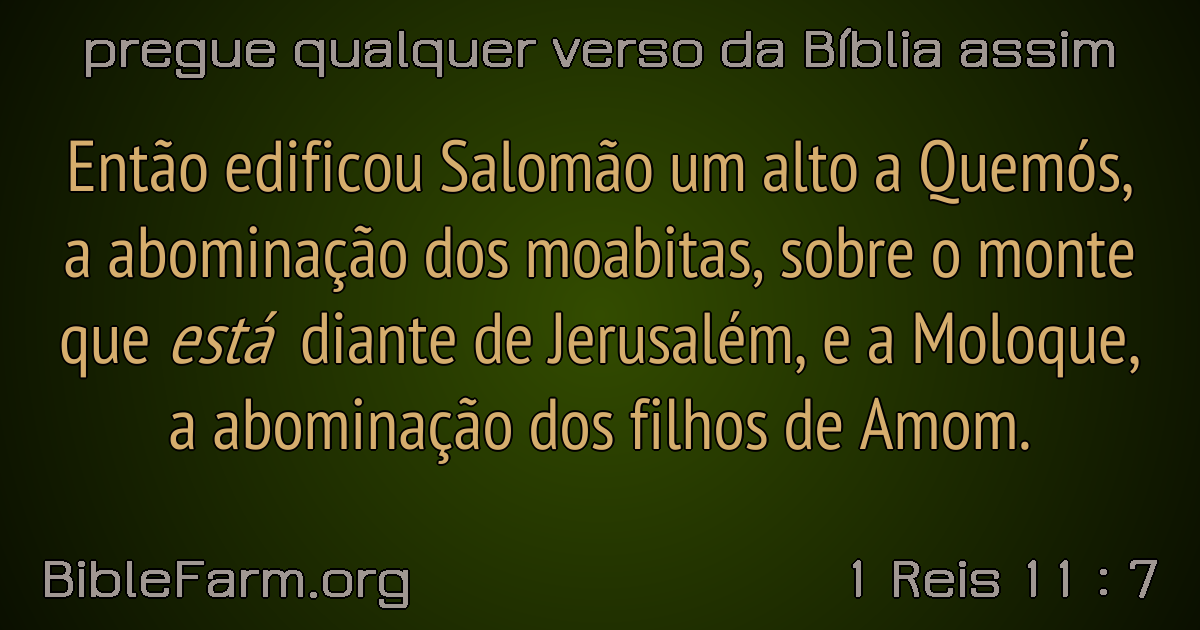 pregue qualquer verso da Bíblia assim
Então edificou Salomão um alto a Quemós,
a abominação dos moabitas, sobre o monte
que está diante de Jerusalém, e a Moloque,
a abominação dos filhos de Amom.
BibleFarm.org
1 Reis 11 : 7